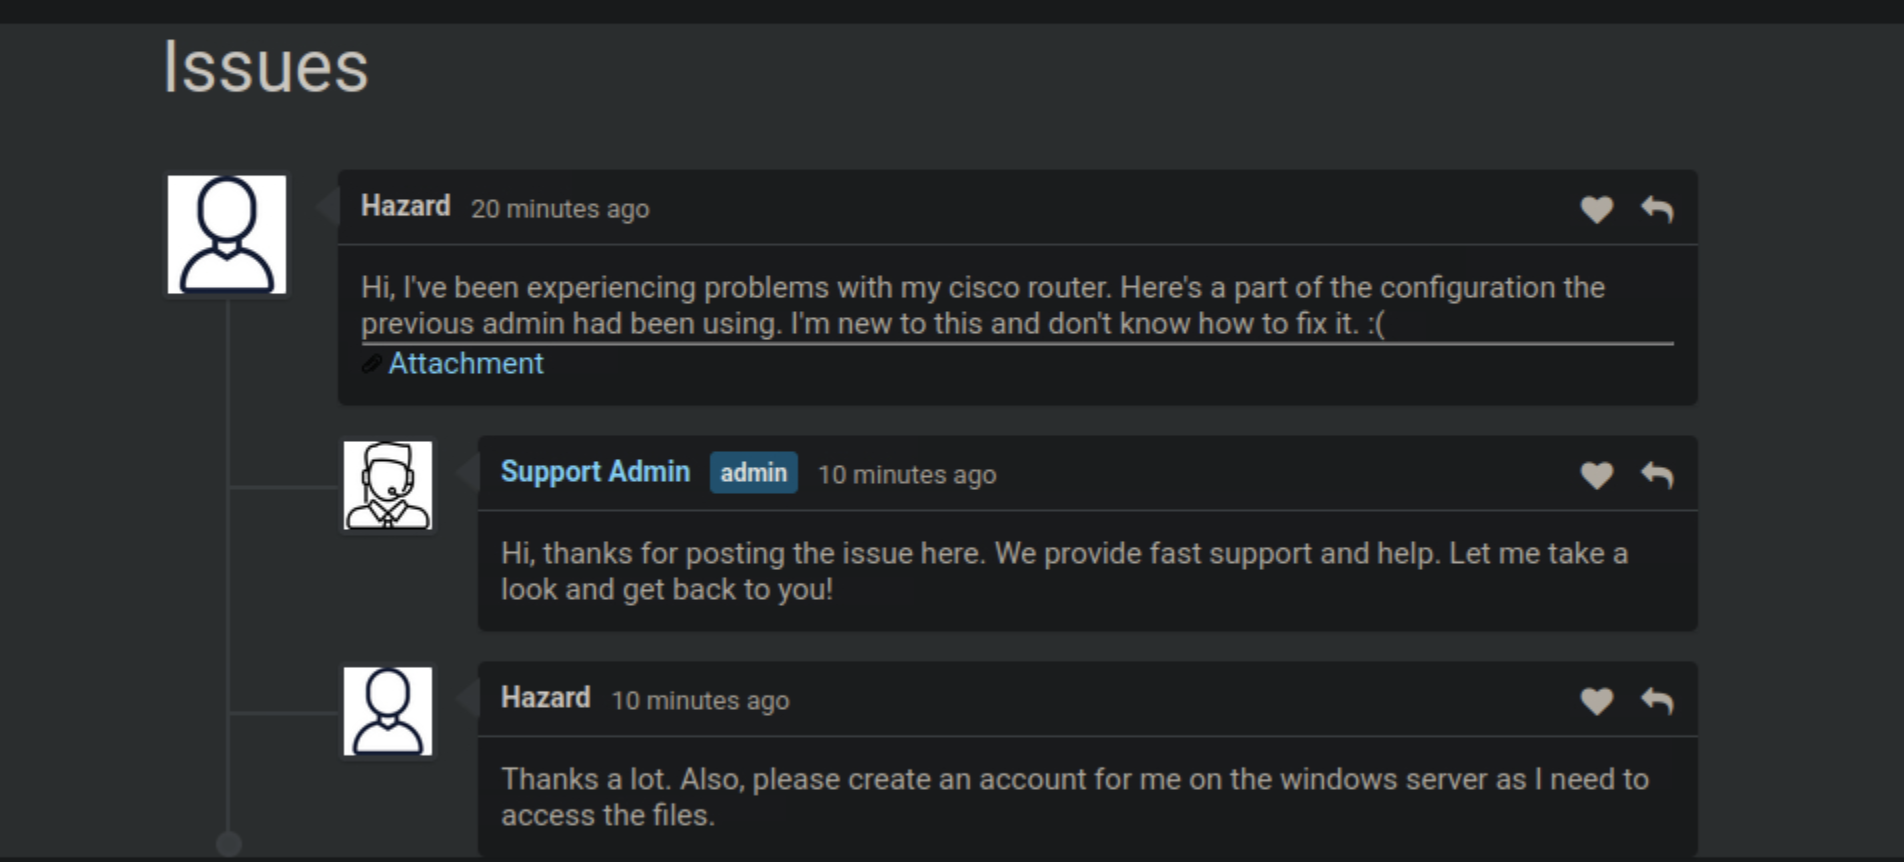 Issues
Hazard 20 minutes ago
Hi, I've been experiencing problems with my cisco router. Here's a part of the configuration the
previous admin had been using. I'm new to this and don't know how to fix it. :(
Attachment
Support Admin admin 10 minutes ago
Hi, thanks for posting the issue here. We provide fast support and help. Let me take a
look and get back to you!
Hazard 10 minutes ago
Thanks a lot. Also, please create an account for me on the windows server as I need to
access the files.